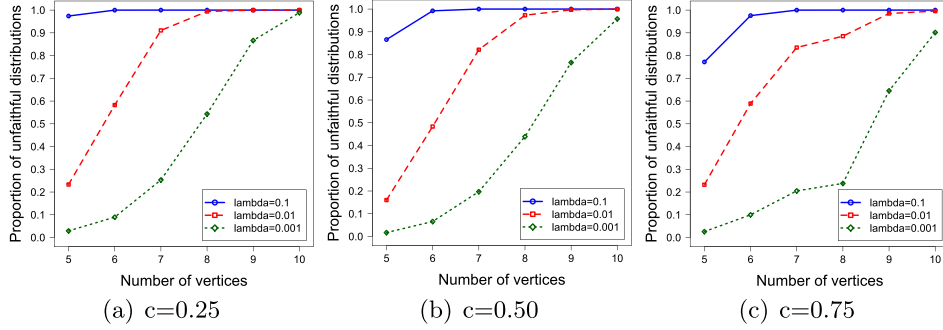 Proportion of unfaithful distributions
1.0
0.9
0.8
0.7
0.6
0.5
0.4
0.3
0.2
0.1
0.0
lambda=0.1
lambda=0.01
lambda=0.001
5 6 7 8 9 10
Number of vertices
(a) c=0.25
Proportion of unfaithful distributions
1.0
0.9
0.8
0.7
0.6
0.5
0.4
0.3
0.2
0.1
0.0
lambda=0.1
lambda=0.01
lambda=0.001
5 6 7 8 9 10
Number of vertices
(b) c=0.50
Proportion of unfaithful distributions
1.0
0.9
0.8
0.7
0.6
0.5
0.4
0.3
0.2
0.1
0.0
lambda=0.1
lambda=0.01
lambda=0.001
5 6 7 8 9 10
Number of vertices
(c) c=0.75